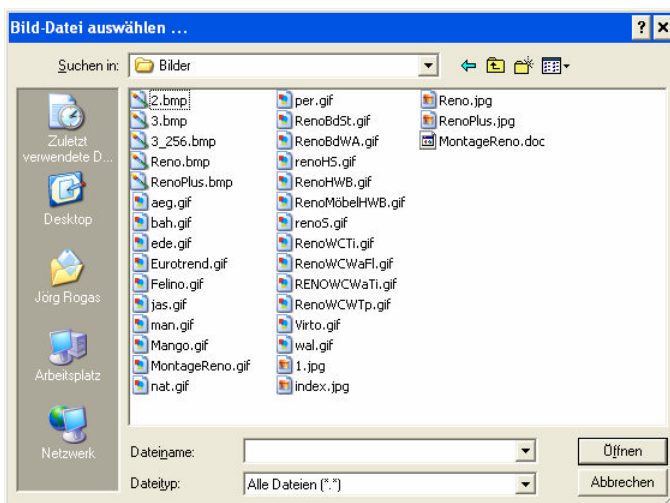 Bild-Datei auswählen ...
Suchen in:
Bilder
Zuletzt
verwendete D...
Desktop
Jörg Rogas
Arbeitsplatz
Netzwerk
2.bmp
3.bmp
3_256.bmp
Reno.bmp
RenoPlus.bmp
aeg.gif
bah.gif
ede.gif
Eurotrend.gif
Felino.gif
jas.gif
man.gif
Mango.gif
MontageReno.gif
nat.gif
per.gif
RenoBdSt.gif
RenoBdWA.gif
renoHS.gif
RenoHWB.gif
RenoMöbelHWB.gif
renoS.gif
RenoWCTi.gif
RenoWCWaFl.gif
RENOWCWaTi.gif
RenoWCWTp.gif
Virto.gif
wal.gif
1.jpg
index.jpg
Reno.jpg
RenoPlus.jpg
MontageReno.doc
Dateiname:
Öffnen
Dateityp:
Alle Dateien (*.*)
Abbrechen